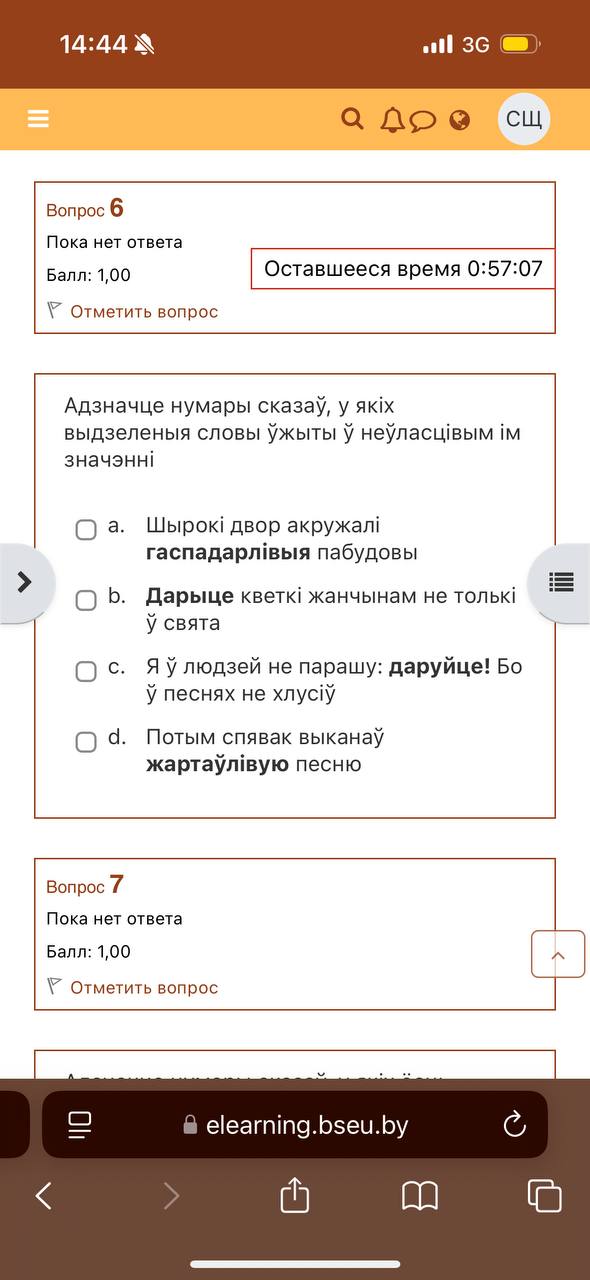 14:44
3G
СЩ
Вопрос 6
Пока нет ответа
Балл: 1,00
Оставшееся время 0:57:07
Отметить вопрос
Адзначце нумары сказаў, у якіх
выдзеленыя словы ўжыты ў неўласцівым ім
значэнні
a. Шырокі двор акружалі
гаспадарлівыя пабудовы
b. Дарыце кветкі жанчынам не толькі
ў свята
c. Я ў людзей не парашу: даруйце! Бо
ў песнях не хлусіў
d. Потым спявак выканаў
жартаўлівую песню
Вопрос 7
Пока нет ответа
Балл: 1,00
Отметить вопрос
elearning.bseu.by